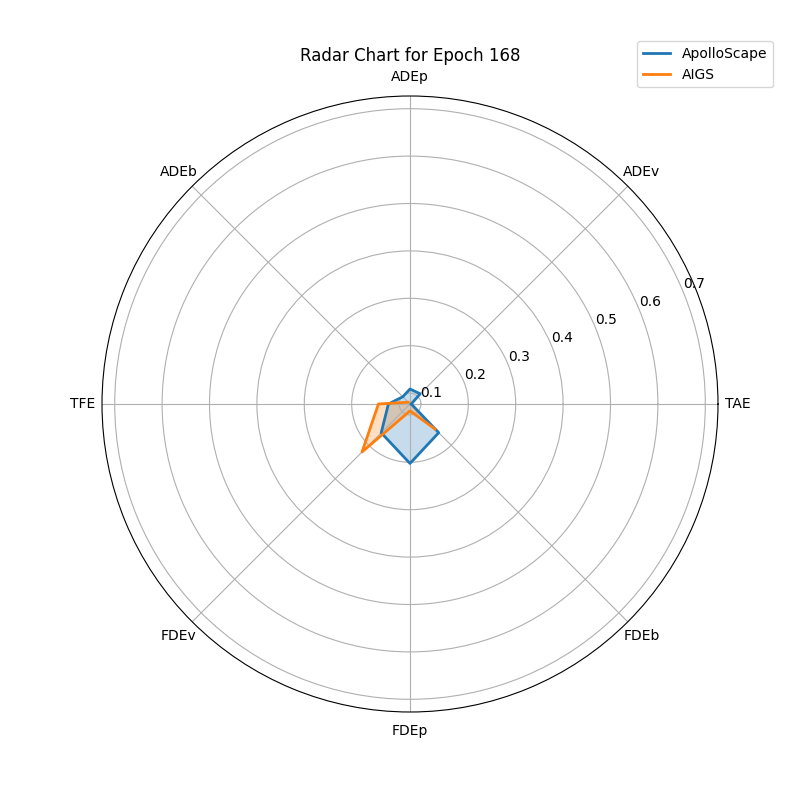 Radar Chart for Epoch 168
ApolloScape
AIGS
ADEp
ADEb
ADEv
0.7
0.6
0.5
0.4
0.3
0.2
0.1
TFE
TAE
FDEv
FDEb
FDEp